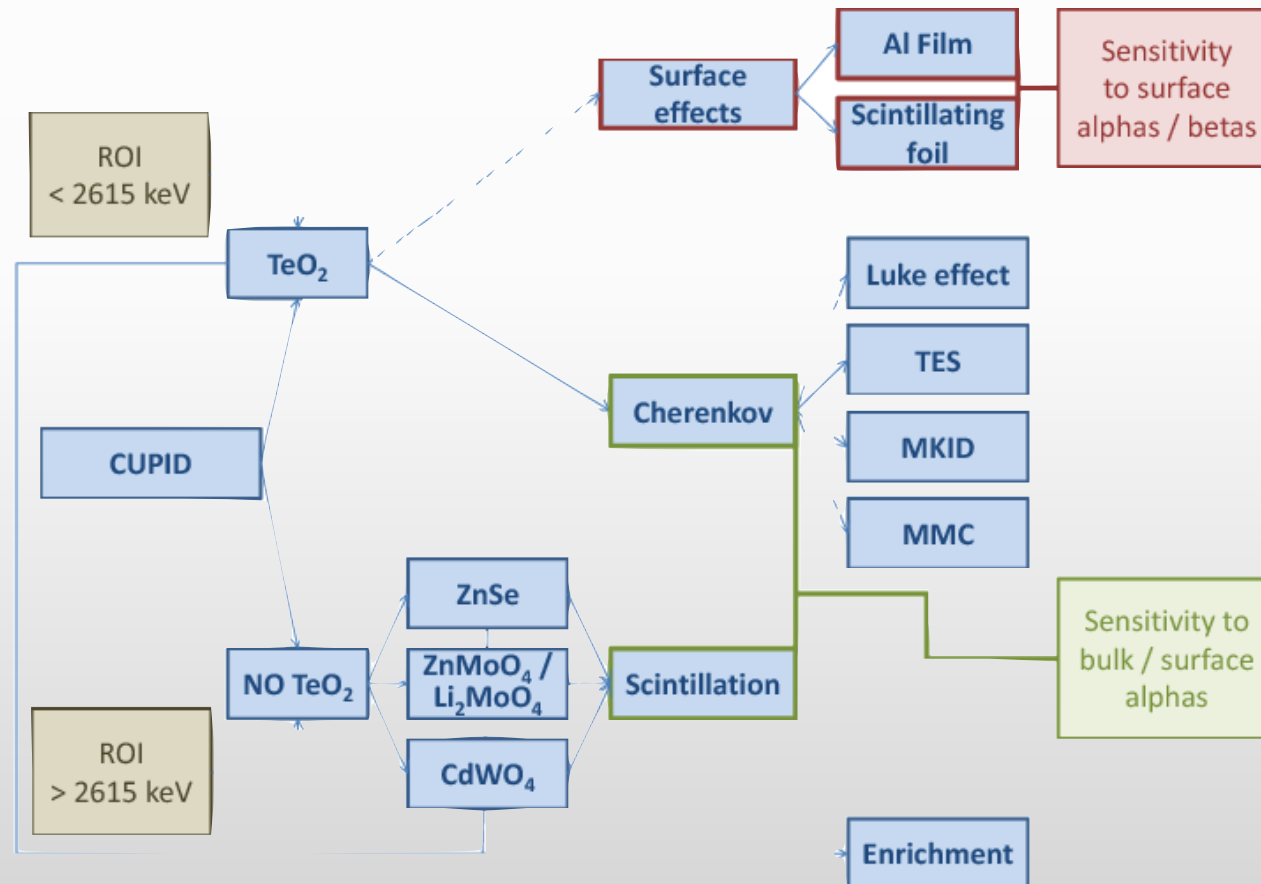 Al Film
Surface
effects
Scintillating
foil
Sensitivity
to surface
alphas / betas
ROI
< 2615 keV
TeO₂
Luke effect
TES
Cherenkov
MKID
CUPID
MMC
ZnSe
NO TeO₂
ZnMoO₄ /
Li₂MoO₄
Scintillation
Sensitivity to
bulk / surface
alphas
ROI
> 2615 keV
CdWO₄
Enrichment